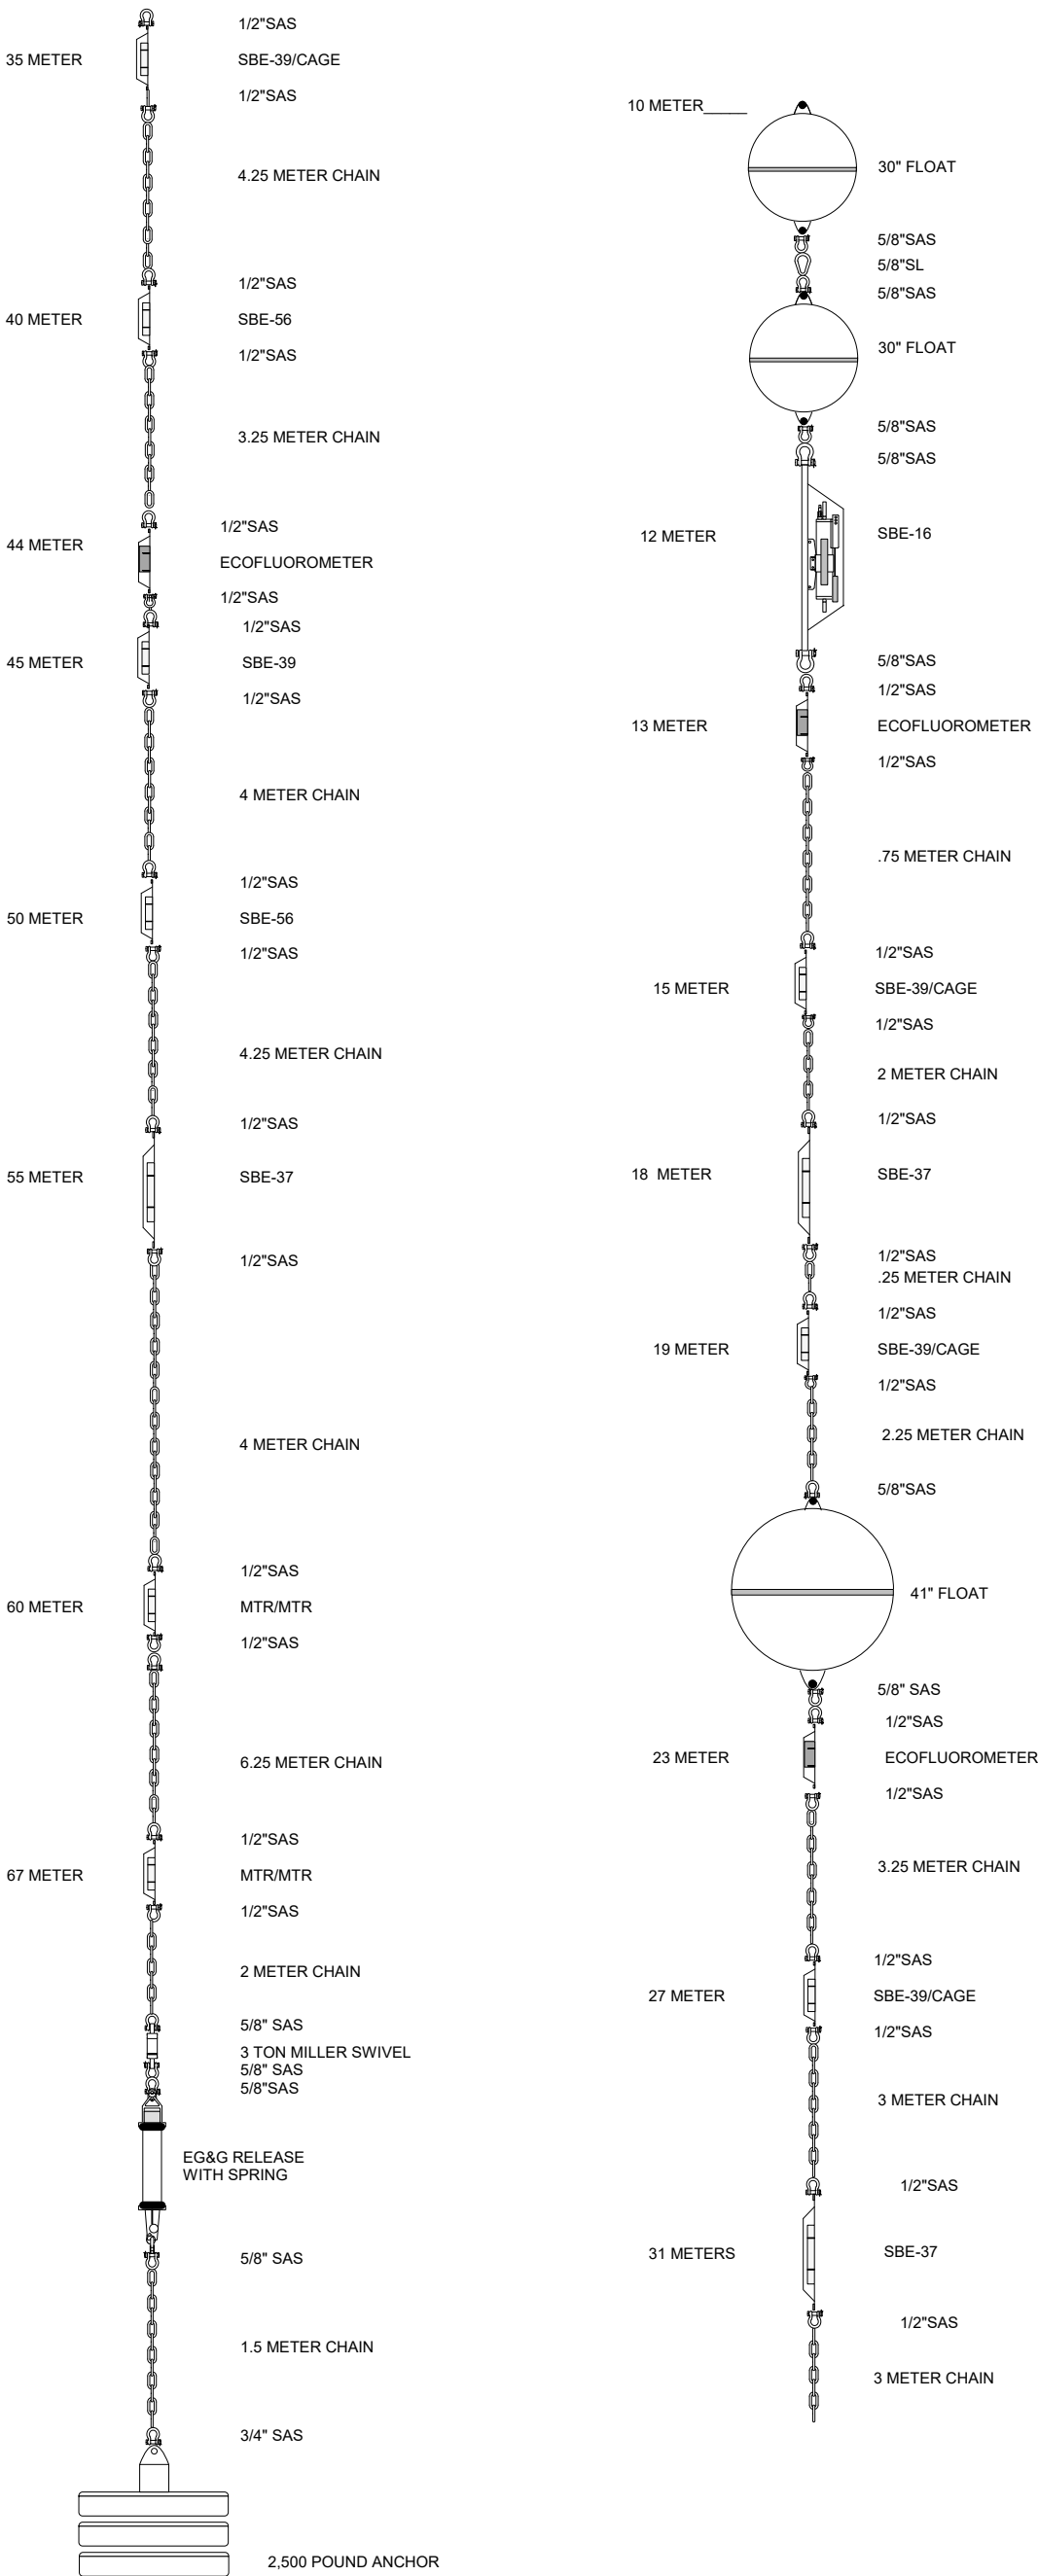 1/2"SAS
35 METER
SBE-39/CAGE
1/2"SAS
4.25 METER CHAIN
1/2"SAS
40 METER
SBE-56
1/2"SAS
3.25 METER CHAIN
1/2"SAS
44 METER
ECOFLUOROMETER
1/2"SAS
1/2"SAS
45 METER
SBE-39
1/2"SAS
4 METER CHAIN
1/2"SAS
50 METER
SBE-56
1/2"SAS
4.25 METER CHAIN
1/2"SAS
55 METER
SBE-37
1/2"SAS
4 METER CHAIN
1/2"SAS
60 METER
MTR/MTR
1/2"SAS
6.25 METER CHAIN
1/2"SAS
67 METER
MTR/MTR
1/2"SAS
2 METER CHAIN
5/8" SAS
3 TON MILLER SWIVEL
5/8" SAS
5/8"SAS
EG&G RELEASE
WITH SPRING
5/8" SAS
1.5 METER CHAIN
3/4" SAS
2,500 POUND ANCHOR
10 METER_____
30" FLOAT
5/8"SAS
5/8"SL
5/8"SAS
30" FLOAT
5/8"SAS
5/8"SAS
12 METER
SBE-16
5/8"SAS
1/2"SAS
13 METER
ECOFLUOROMETER
1/2"SAS
.75 METER CHAIN
1/2"SAS
15 METER
SBE-39/CAGE
1/2"SAS
2 METER CHAIN
1/2"SAS
18  METER
SBE-37
1/2"SAS
.25 METER CHAIN
1/2"SAS
19 METER
SBE-39/CAGE
1/2"SAS
2.25 METER CHAIN
5/8"SAS
41" FLOAT
5/8" SAS
1/2"SAS
23 METER
ECOFLUOROMETER
1/2"SAS
3.25 METER CHAIN
1/2"SAS
27 METER
SBE-39/CAGE
1/2"SAS
3 METER CHAIN
1/2"SAS
31 METERS
SBE-37
1/2"SAS
3 METER CHAIN